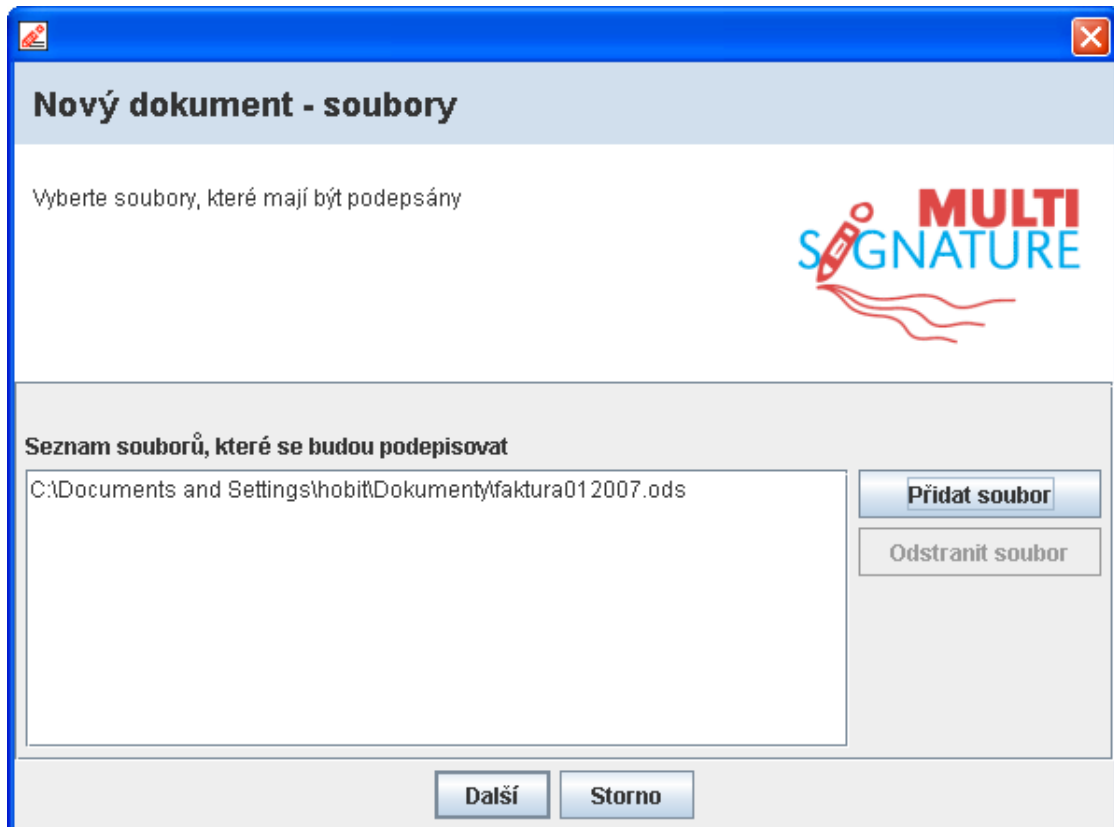 Nový dokument - soubory
Vyberte soubory, které mají být podepsány
MULTI
SIGNATURE
Seznam souborů, které se budou podepisovat
C:\Documents and Settings\hobit\Dokumenty\faktura012007.ods
Přidat soubor
Odstranit soubor
Další
Storno